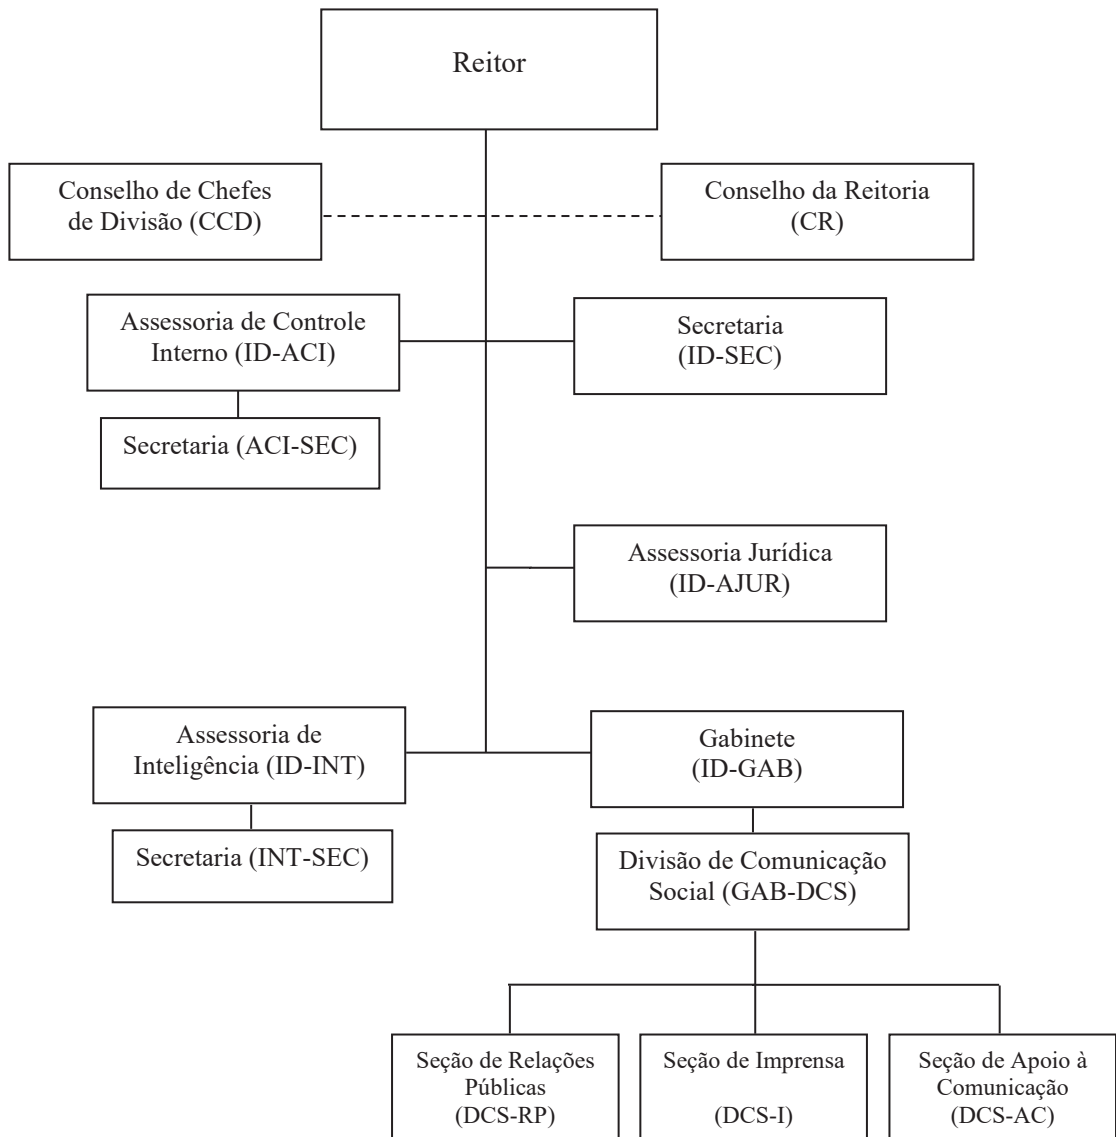 Reitor
Conselho de Chefes
de Divisão (CCD)
Conselho da Reitoria
(CR)
Assessoria de Controle
Interno (ID-ACI)
Secretaria
(ID-SEC)
Secretaria (ACI-SEC)
Assessoria Jurídica
(ID-AJUR)
Assessoria de
Inteligência (ID-INT)
Gabinete
(ID-GAB)
Secretaria (INT-SEC)
Divisão de Comunicação
Social (GAB-DCS)
Seção de Relações
Públicas
(DCS-RP)
Seção de Imprensa
(DCS-I)
Seção de Apoio à
Comunicação
(DCS-AC)